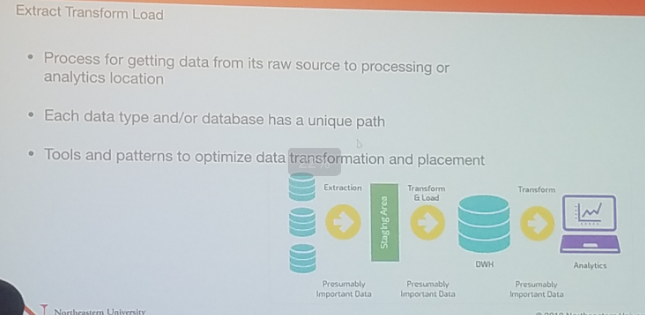 Extract Transform Load
• Process for getting data from its raw source to processing or
analytics location
• Each data type and/or database has a unique path
• Tools and patterns to optimize data transformation and placement
Extraction
Staging Area
Transform
& Load
DWH
Transform
Analytics
Presumably
Important Data
Presumably
Important Data
Presumably
Important Data
Northeastern University